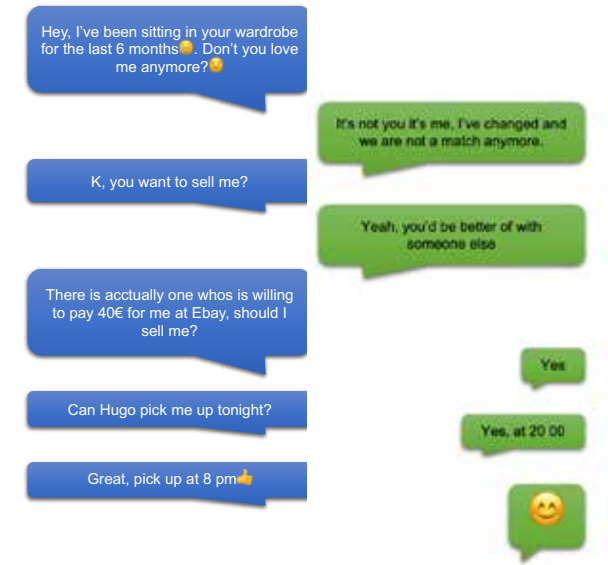 Hey, I've been sitting in your wardrobe
for the last 6 months😕. Don't you love
me anymore?😟
It's not you it's me, I've changed and
we are not a match anymore.
K, you want to sell me?
Yeah, you'd be better of with
someone else
There is acctually one whos is willing
to pay 40€ for me at Ebay, should I
sell me?
Yes
Can Hugo pick me up tonight?
Yes, at 20 00
Great, pick up at 8 pm👍
😊